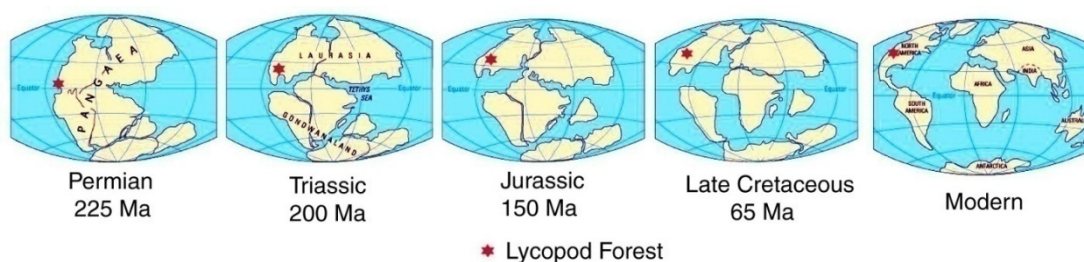 PANGAEA
Equator
Permian
225 Ma
LAURASIA
TETHYS
SEA
Equator
GONDWANALAND
Triassic
200 Ma
Jurassic
150 Ma
Equator
Late Cretaceous
65 Ma
NORTH
AMERICA
ASIA
INDIA
AFRICA
Equator
SOUTH
AMERICA
ANTARCTICA
Modern
Lycopod Forest